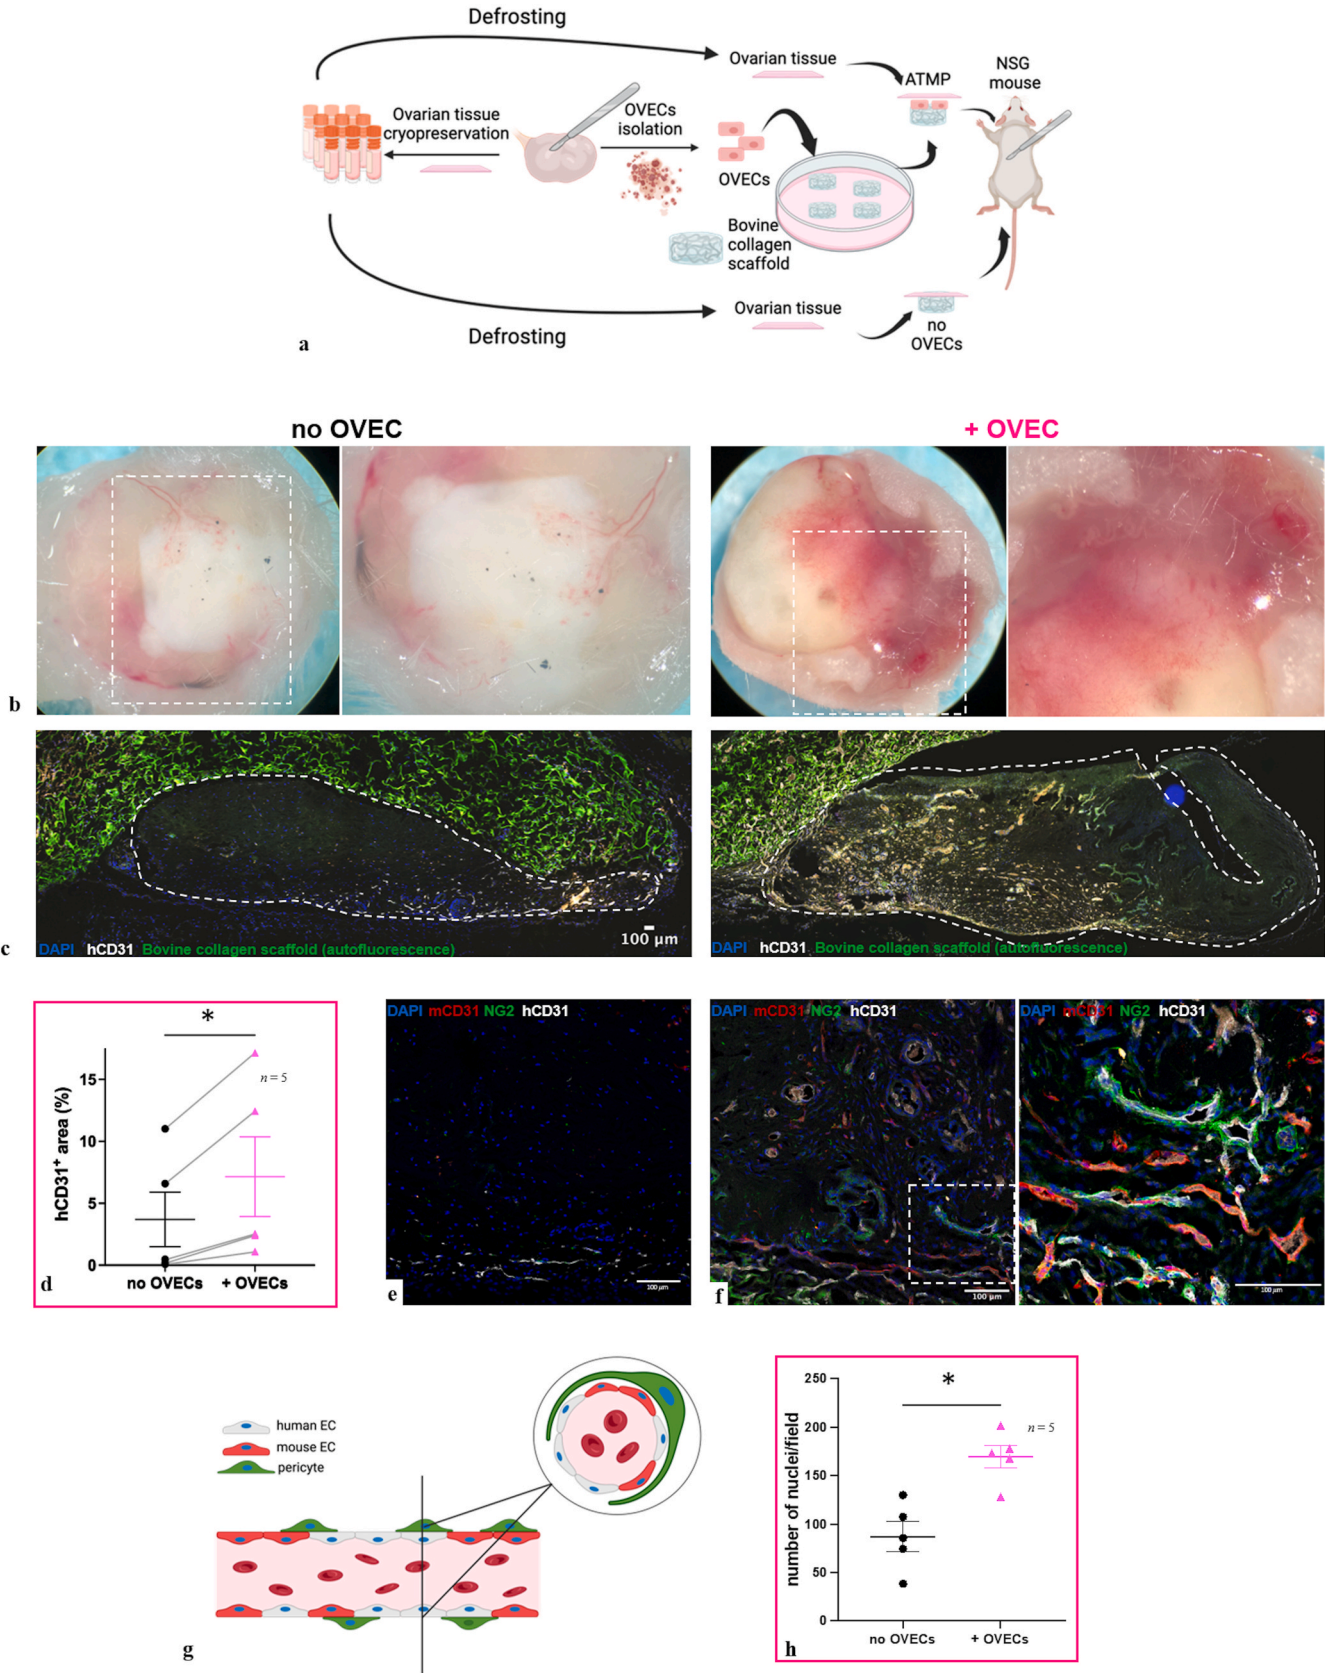 Defrosting
Ovarian tissue
ATMP
NSG
mouse
Ovarian tissue
cryopreservation
OVECs
isolation
OVECs
Bovine
collagen
scaffold
Ovarian tissue
no
OVECs
Defrosting
a
no OVEC
+ OVEC
b
100 µm
DAPI hCD31 Bovine collagen scaffold (autofluorescence)
DAPI hCD31 Bovine collagen scaffold (autofluorescence)
c
*
n = 5
hCD31+ area (%)
15
10
5
0
no OVECs
+ OVECs
d
DAPI mCD31 NG2 hCD31
100 µm
e
DAPI mCD31 NG2 hCD31
100 µm
f
DAPI mCD31 NG2 hCD31
100 µm
human EC
mouse EC
pericyte
g
*
n = 5
number of nuclei/field
250
200
150
100
50
0
no OVECs
+ OVECs
h